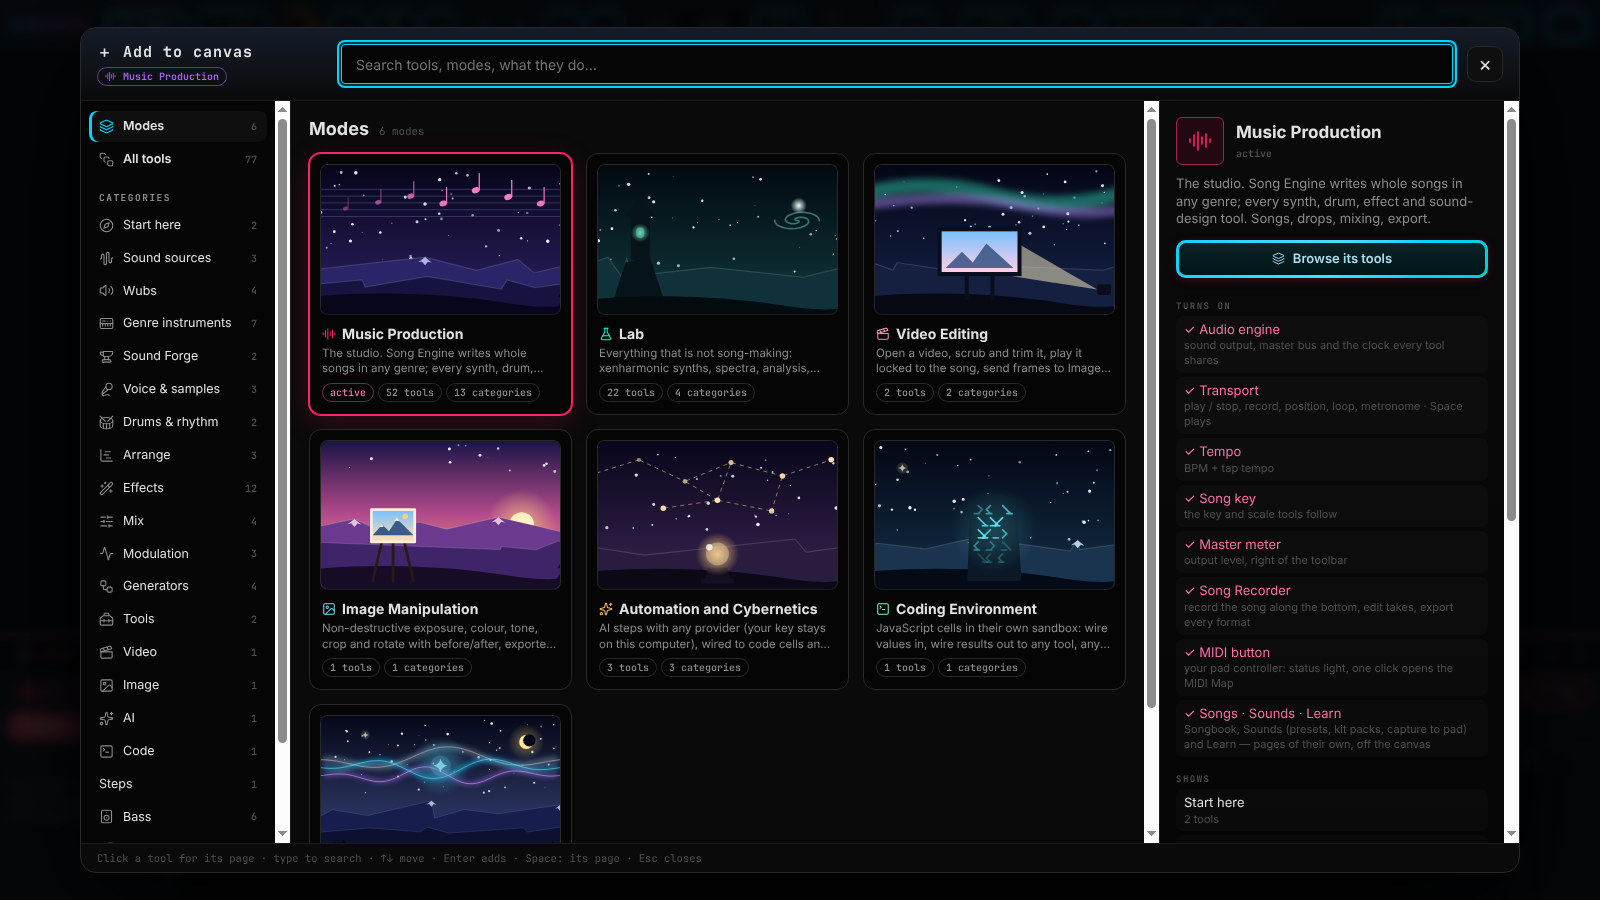 + Add to canvas
Music Production
Search tools, modes, what they do...
Modes 6
All tools 77
CATEGORIES
Start here 2
Sound sources 3
Wubs 4
Genre instruments 7
Sound Forge 2
Voice & samples 3
Drums & rhythm 2
Arrange 3
Effects 12
Mix 4
Modulation 3
Generators 4
Tools 2
Video 1
Image 1
AI 1
Code 1
Steps 1
Bass 6
Modes 6 modes
Music Production
The studio. Song Engine writes whole
songs in any genre; every synth, drum,...
active 52 tools 13 categories
Lab
Everything that is not song-making:
xenharmonic synths, spectra, analysis,...
22 tools 4 categories
Video Editing
Open a video, scrub and trim it, play it
locked to the song, send frames to Image...
2 tools 2 categories
Image Manipulation
Non-destructive exposure, colour, tone,
crop and rotate with before/after, exporte...
1 tools 1 categories
Automation and Cybernetics
AI steps with any provider (your key stays
on this computer), wired to code cells an...
3 tools 3 categories
Coding Environment
JavaScript cells in their own sandbox: wire
values in, wire results out to any tool, any...
1 tools 1 categories
Music Production
active
The studio. Song Engine writes whole songs in
any genre; every synth, drum, effect and sound-
design tool. Songs, drops, mixing, export.
Browse its tools
TURNS ON
✓ Audio engine
sound output, master bus and the clock every tool
shares
✓ Transport
play / stop, record, position, loop, metronome · Space
plays
✓ Tempo
BPM + tap tempo
✓ Song key
the key and scale tools follow
✓ Master meter
output level, right of the toolbar
✓ Song Recorder
record the song along the bottom, edit takes, export
every format
✓ MIDI button
your pad controller: status light, one click opens the
MIDI Map
✓ Songs · Sounds · Learn
Songbook, Sounds (presets, kit packs, capture to pad)
and Learn — pages of their own, off the canvas
SHOWS
Start here
2 tools
Click a tool for its page · type to search · ↑↓ move · Enter adds · Space: its page · Esc closes